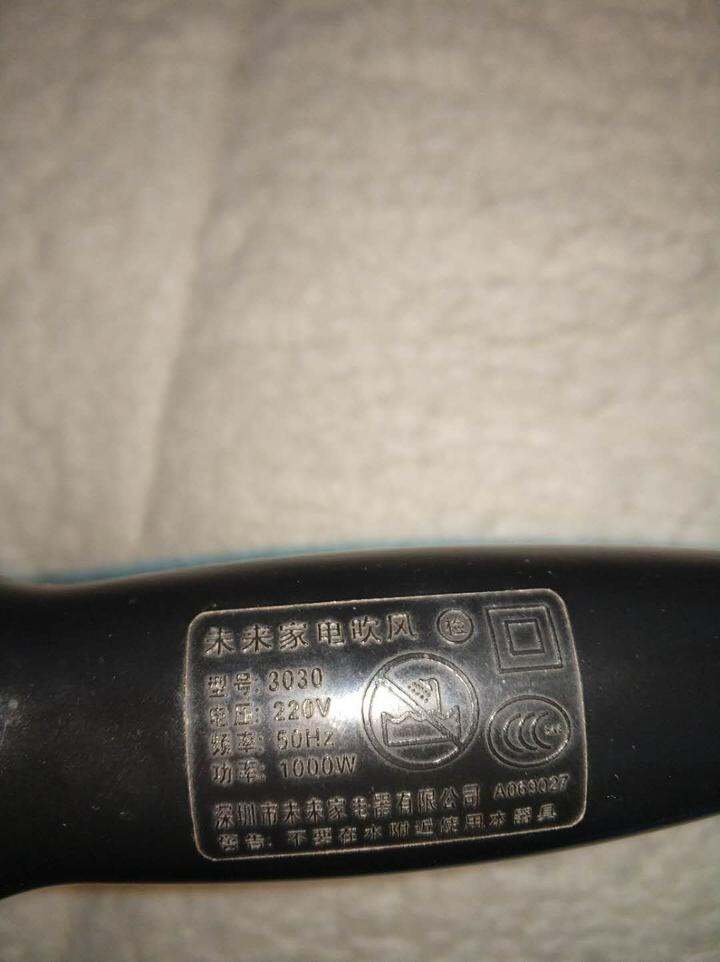 未来家电吹风 检
型号: 3030
电压: 220V
频率: 50Hz
功率: 1000W
CCC
深圳市未来家电器有限公司 A063027
警告: 不要在水附近使用本器具